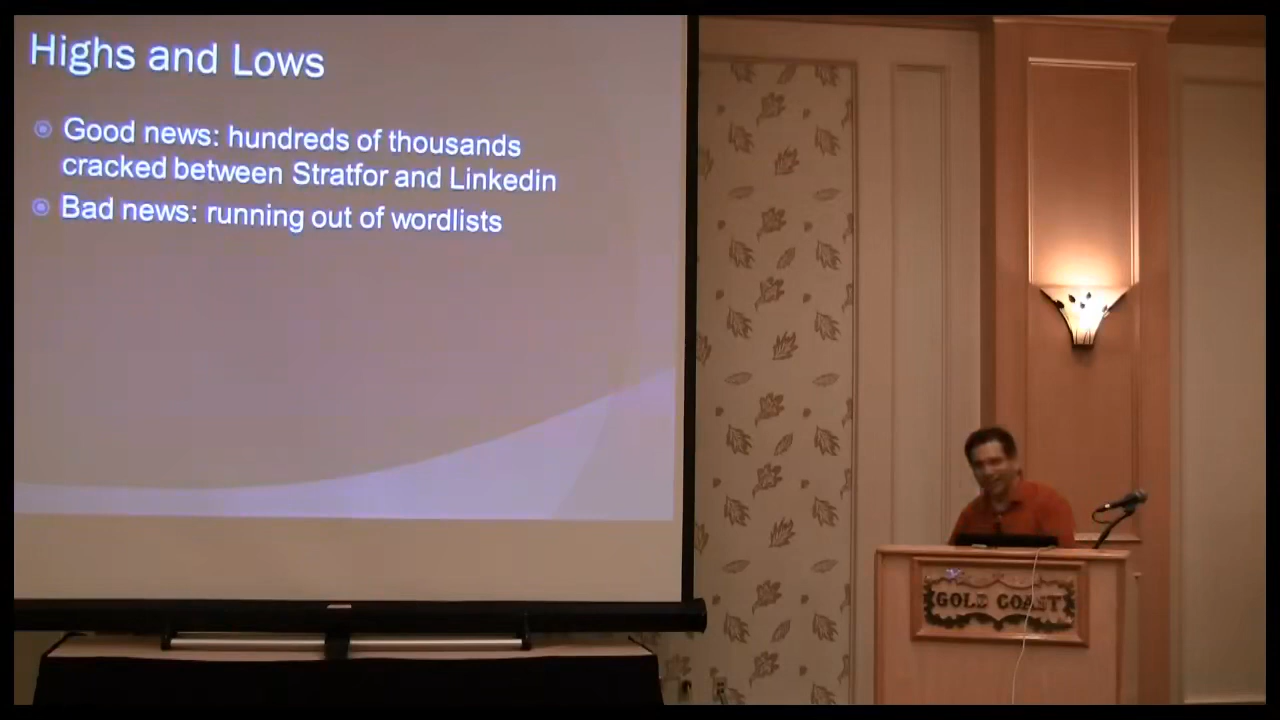 Highs and Lows
Good news: hundreds of thousands
cracked between Stratfor and Linkedin
Bad news: running out of wordlists
GOLD COAST